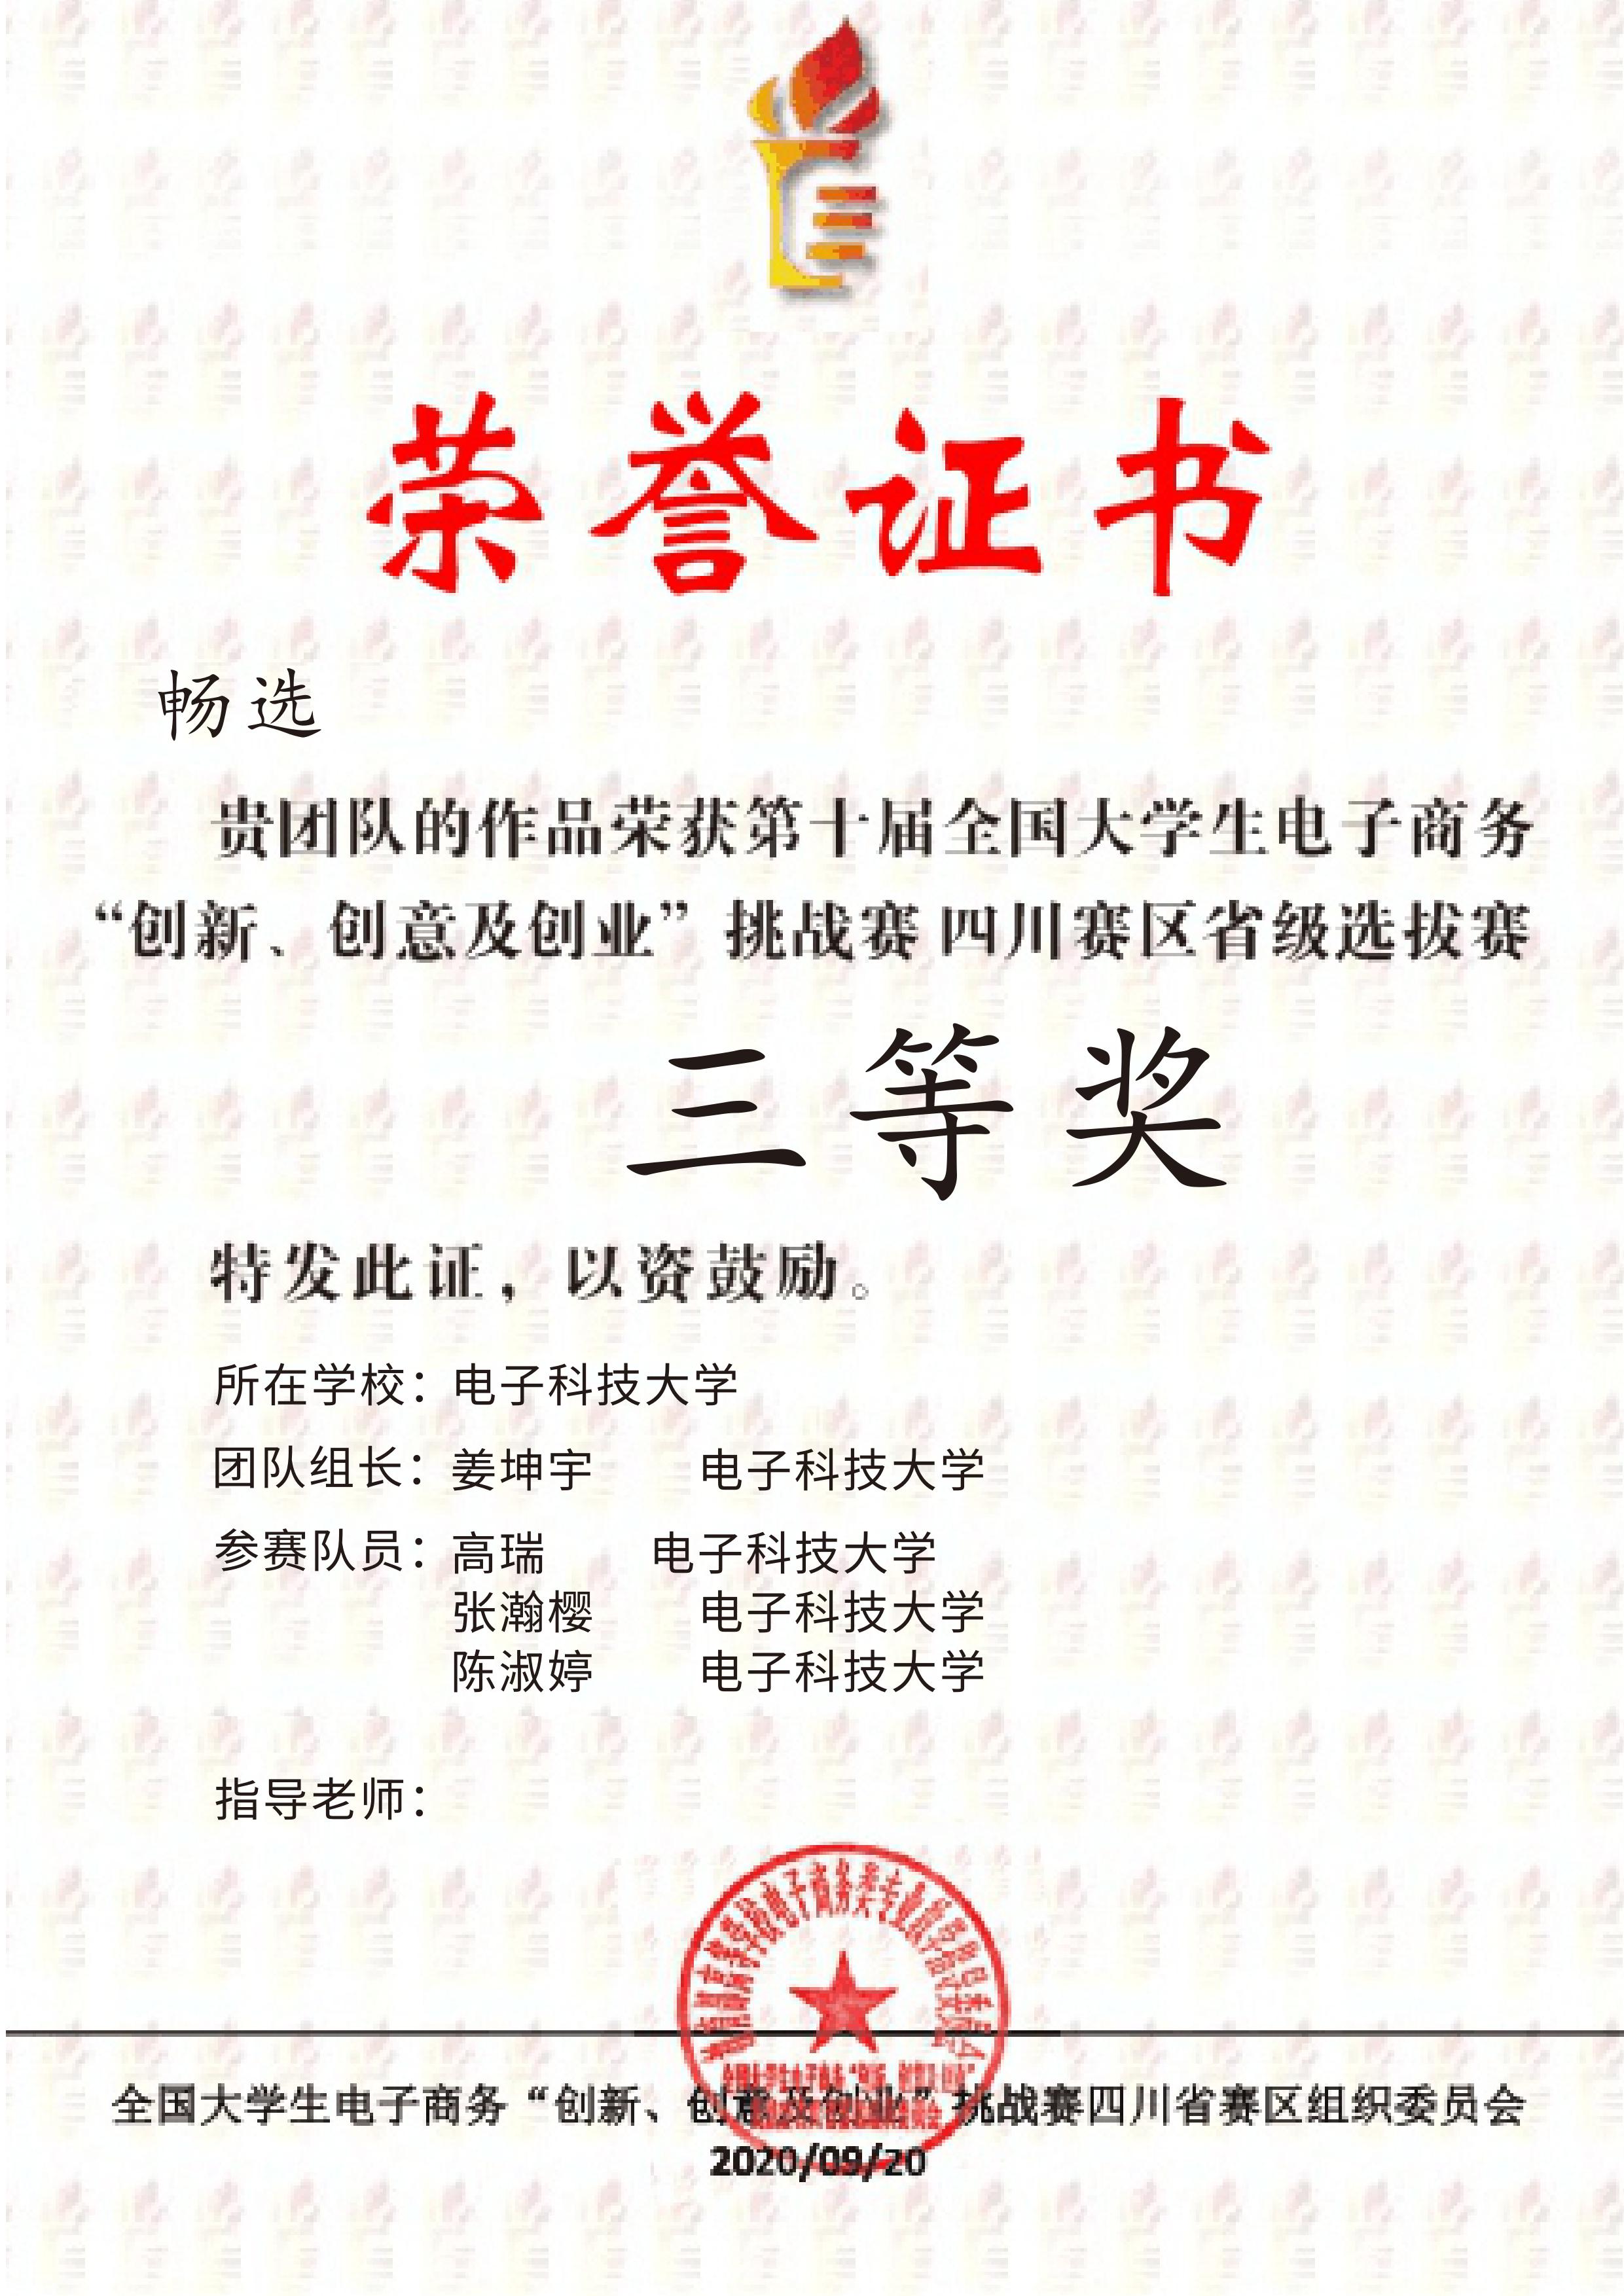 荣誉证书
畅选
贵团队的作品荣获第十届全国大学生电子商务
“创新、创意及创业”挑战赛 四川赛区省级选拔赛
三等奖
特发此证，以资鼓励。
所在学校：电子科技大学
团队组长：姜坤宇 电子科技大学
参赛队员：高瑞 电子科技大学
张瀚樱 电子科技大学
陈淑婷 电子科技大学
指导老师：
全国大学生电子商务“创新、创意及创业”挑战赛四川省赛区组织委员会
2020/09/20